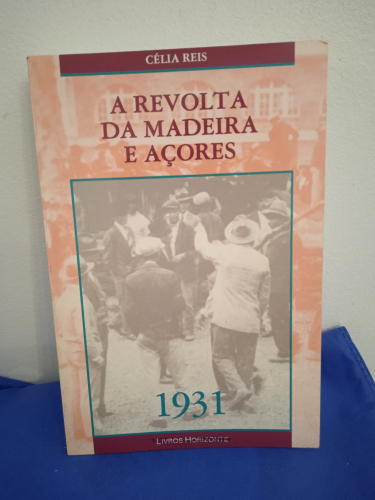 CÉLIA REIS
A REVOLTA
DA MADEIRA
E AÇORES
1931
LIVROS HORIZONTE